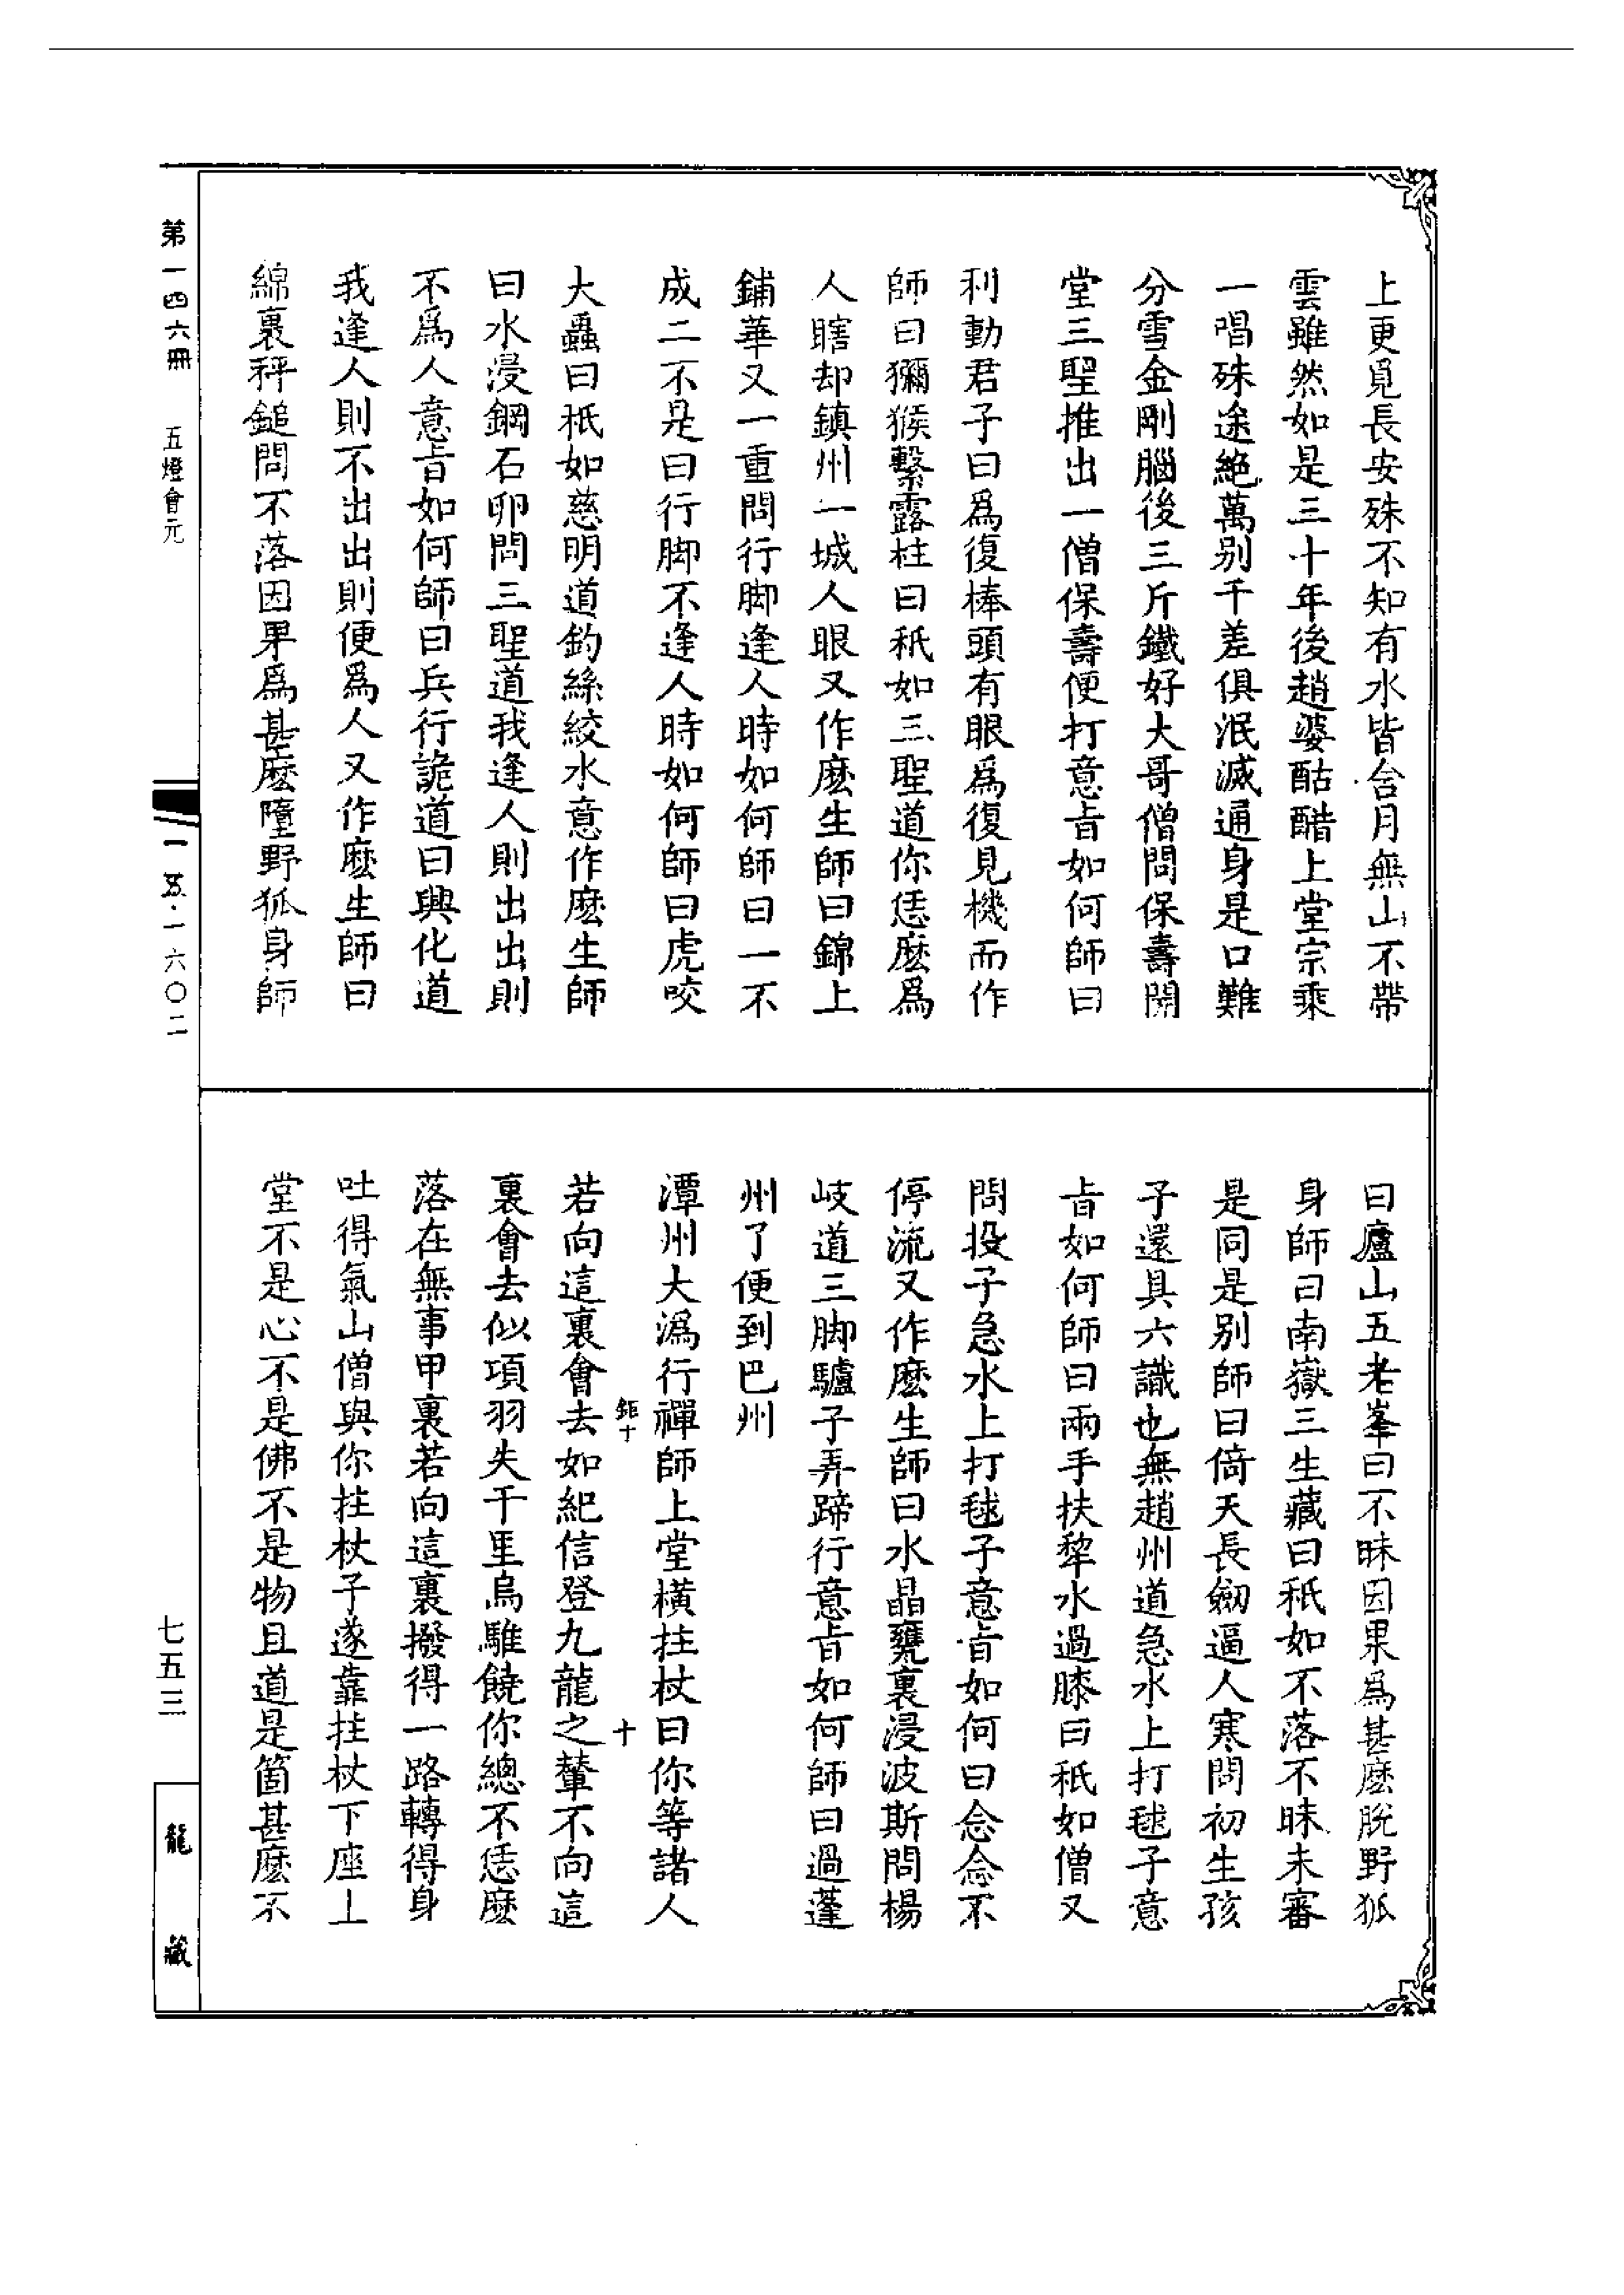 上更覓長安殊不知有水皆含月無山不帶
雲雖然如是三十年後趙婆酤醋上堂宗乘
一唱殊途絶萬别千差俱泯滅通身是口難
分雪金剛腦後三斤鐵好大哥僧問保壽開
堂三聖推出一僧保壽便打意旨如何師曰
利動君子曰爲復棒頭有眼爲復見機而作
師曰獼猴繫露柱曰秖如三聖道你恁麽爲
人瞎却鎮州一城人眼又作麽生師曰錦上
鋪華又一重問行脚逢人時如何師曰一不
成二不是曰行脚不逢人時如何師曰虎咬
大蟲曰秖如慈明道釣絲絞水意作麽生師
曰水浸鋼石卵問三聖道我逢人則出出則
不爲人意旨如何師曰兵行詭道曰興化道
我逢人則不出出則便爲人又作麽生師曰
綿裏秤鎚問不落因果爲甚麽墮野狐身師
曰廬山五老峯曰不昧因果爲甚麽脫野狐
身師曰南嶽三生藏曰秖如不落不昧未審
是同是别師曰倚天長劒逼人寒問初生孩
子還具六識也無趙州道急水上打毬子意
旨如何師曰兩手扶犂水過膝曰秖如僧又
問投子急水上打毬子意旨如何曰念念不
停流又作麽生師曰水晶甕裏浸波斯問楊
岐道三脚驢子弄蹄行意旨如何師曰過蓬
州了便到巴州
潭州大溈行禪師上堂橫拄杖曰你等諸人
鉅十
十
若向這裏會去如紀信登九龍之輦不向這
裏會去似項羽失千里烏騅饒你總不恁麽
落在無事甲裏若向這裏撥得一路轉得身
吐得氣山僧與你拄杖子遂靠拄杖下座上
堂不是心不是佛不是物且道是箇甚麽不
第一四六冊
五燈會元
一五·一六〇二
七五三
龍藏